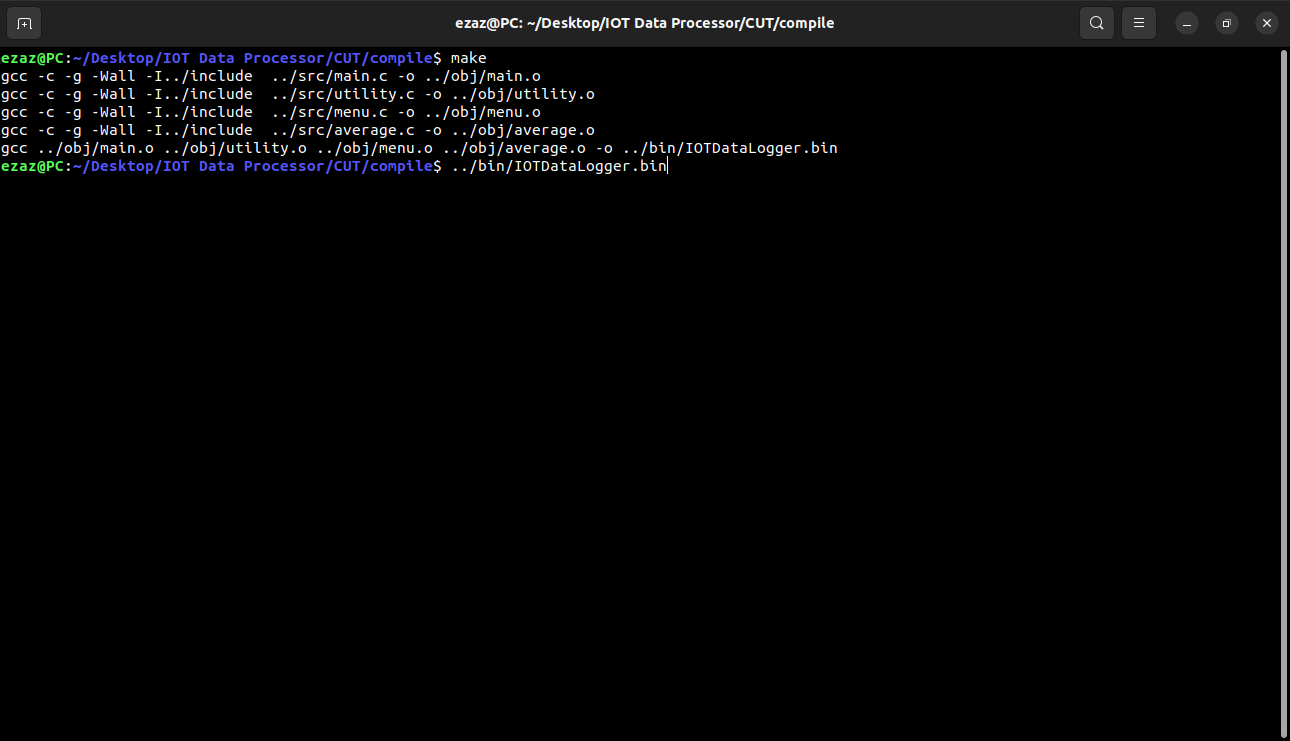 ezaz@PC: ~/Desktop/IOT Data Processor/CUT/compile
ezaz@PC:~/Desktop/IOT Data Processor/CUT/compile$ make
gcc -c -g -Wall -I../include  ../src/main.c -o ../obj/main.o
gcc -c -g -Wall -I../include  ../src/utility.c -o ../obj/utility.o
gcc -c -g -Wall -I../include  ../src/menu.c -o ../obj/menu.o
gcc -c -g -Wall -I../include  ../src/average.c -o ../obj/average.o
gcc ../obj/main.o ../obj/utility.o ../obj/menu.o ../obj/average.o -o ../bin/IOTDataLogger.bin
ezaz@PC:~/Desktop/IOT Data Processor/CUT/compile$ ../bin/IOTDataLogger.bin